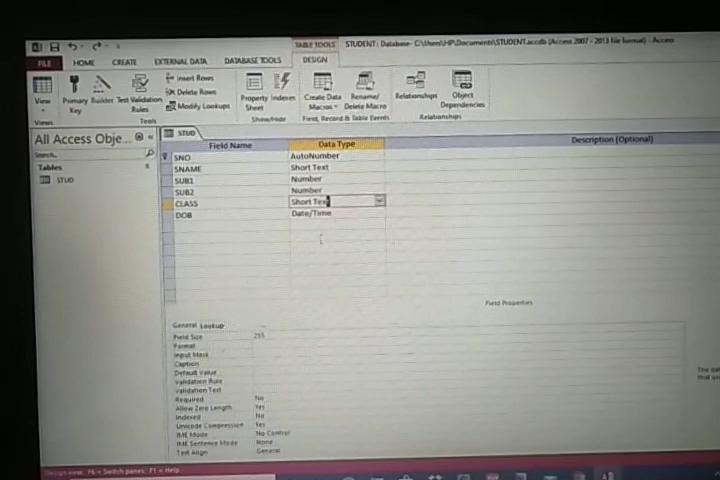 TABLE TOOLS STUDENT : Database- C:\Users\HP\Documents\STUDENT.accdb (Access 2007 - 2013 file format) - Access
FILE HOME CREATE EXTERNAL DATA DATABASE TOOLS DESIGN
View
Primary Key
Builder
Test Validation Rules
Insert Rows
Delete Rows
Modify Lookups
Property Sheet
Indexes
Create Data Macros
Rename/ Delete Macro
Relationships
Object Dependencies
Views Tools Show/Hide Field, Record & Table Events Relationships
All Access Obje...
Search...
Tables
STUD
STUD
Field Name Data Type Description (Optional)
SNO AutoNumber
SNAME Short Text
SUB1 Number
SUB2 Number
CLASS Short Text
DOB Date/Time
Field Properties
General Lookup
Field Size 255
Format
Input Mask
Caption
Default Value
Validation Rule
Validation Text
Required No
Allow Zero Length Yes
Indexed No
Unicode Compression Yes
IME Mode No Control
IME Sentence Mode None
Text Align General
Design view. F6 = Switch panes. F1 = Help.